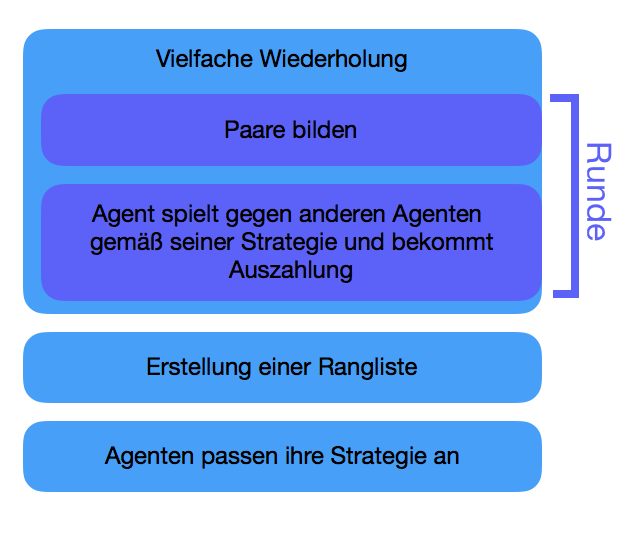 Vielfache Wiederholung
Paare bilden
Agent spielt gegen anderen Agenten
gemäß seiner Strategie und bekommt
Auszahlung
Runde
Erstellung einer Rangliste
Agenten passen ihre Strategie an